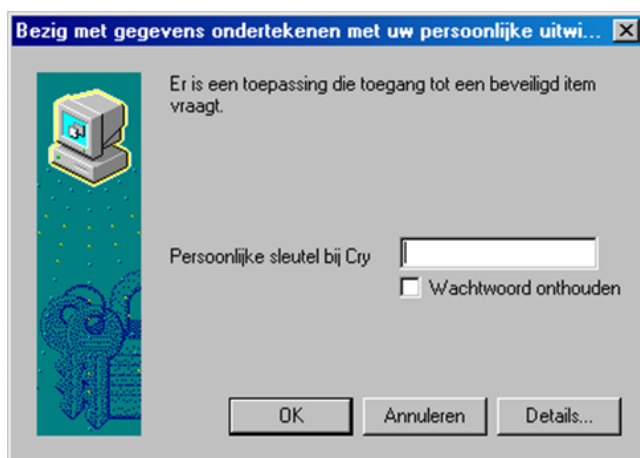 Bezig met gegevens ondertekenen met uw persoonlijke uitwi...
Er is een toepassing die toegang tot een beveiligd item
vraagt.
Persoonlijke sleutel bij Cry
Wachtwoord onthouden
OK Annuleren Details...